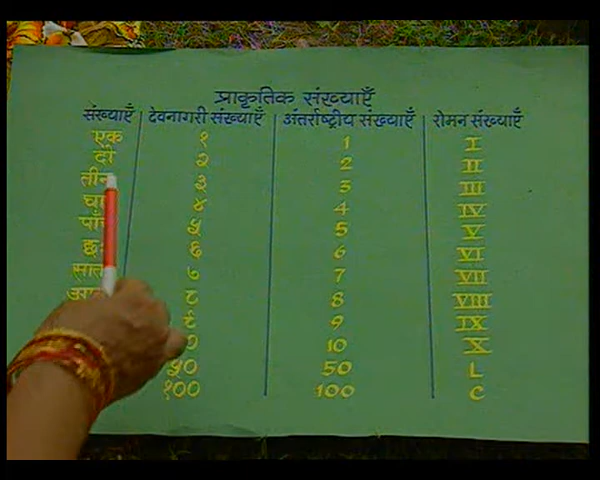 प्राकृतिक संख्याएँ
संख्याएँ देवनागरी संख्याएँ अंतर्राष्ट्रीय संख्याएँ रोमन संख्याएँ
एक १ 1 I
दो २ 2 II
तीन ३ 3 III
४ 4 IV
५ 5 V
६ 6 VI
७ 7 VII
८ 8 VIII
९ 9 IX
10 X
५० 50 L
१०० 100 C